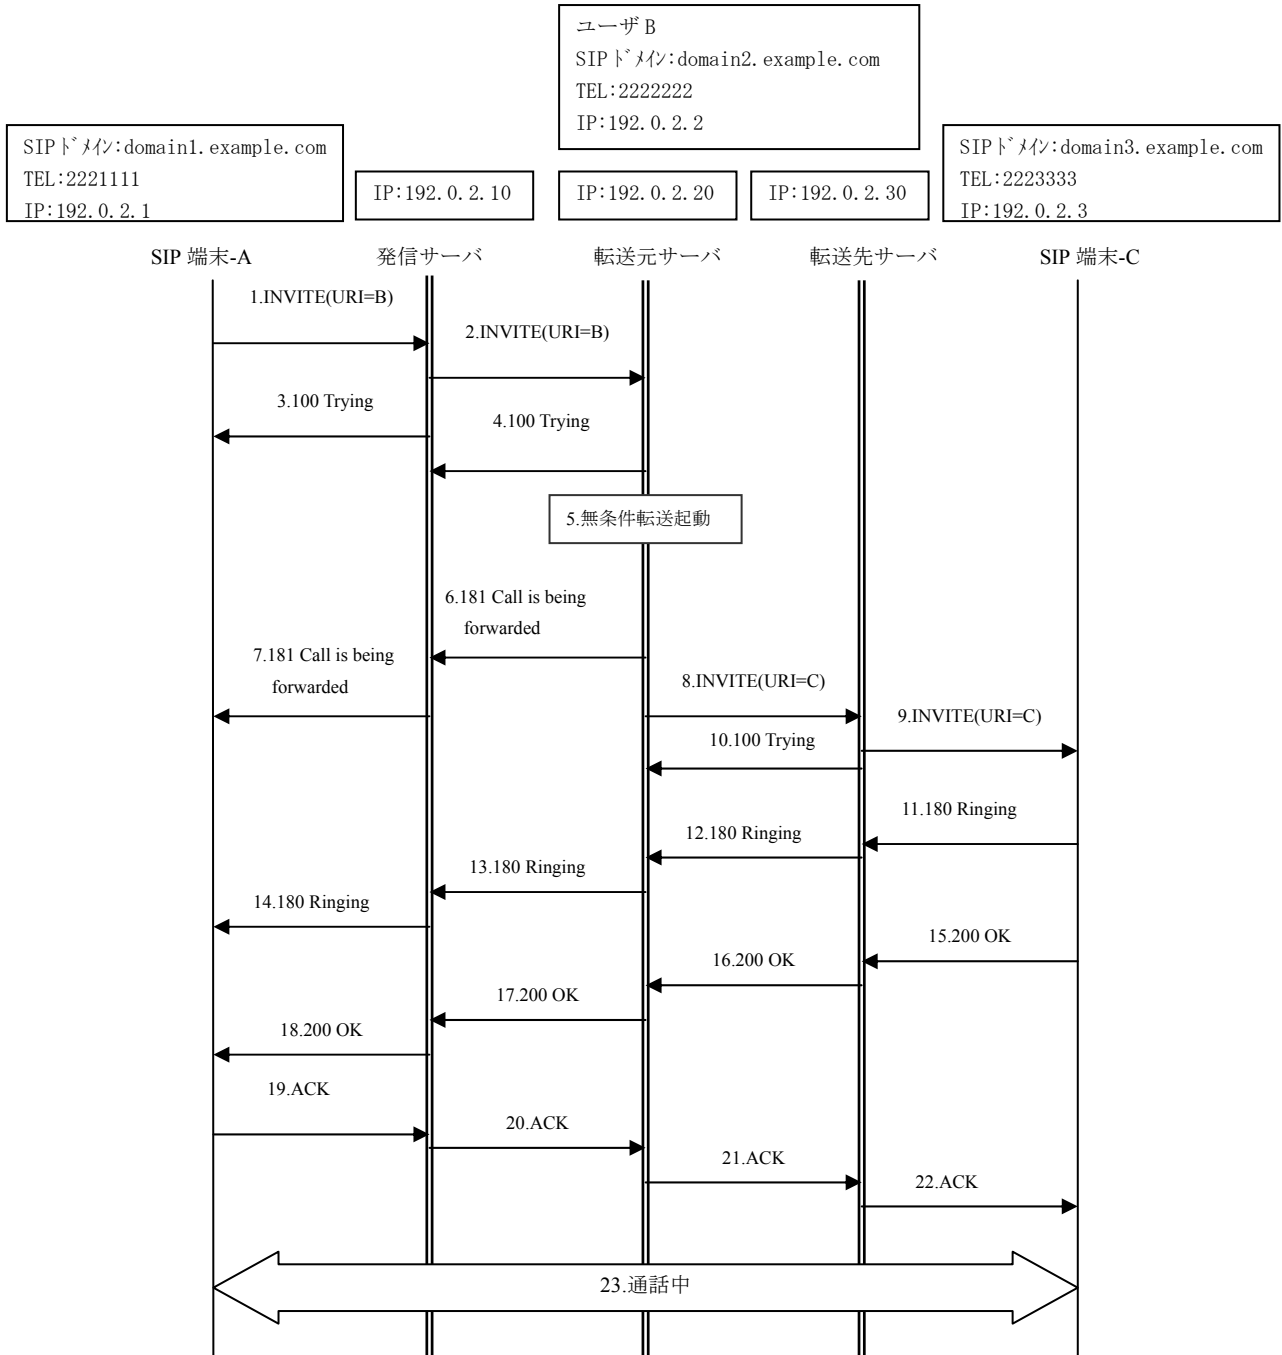 ユーザ B
SIPﾄﾞﾒｲﾝ:domain2.example.com
TEL:2222222
IP:192.0.2.2
SIPﾄﾞﾒｲﾝ:domain1.example.com
TEL:2221111
IP:192.0.2.1
IP:192.0.2.10
IP:192.0.2.20
IP:192.0.2.30
SIPﾄﾞﾒｲﾝ:domain3.example.com
TEL:2223333
IP:192.0.2.3
SIP 端末-A
発信サーバ
転送元サーバ
転送先サーバ
SIP 端末-C
1.INVITE(URI=B)
2.INVITE(URI=B)
3.100 Trying
4.100 Trying
5.無条件転送起動
6.181 Call is being
forwarded
7.181 Call is being
forwarded
8.INVITE(URI=C)
9.INVITE(URI=C)
10.100 Trying
11.180 Ringing
12.180 Ringing
13.180 Ringing
14.180 Ringing
15.200 OK
16.200 OK
17.200 OK
18.200 OK
19.ACK
20.ACK
21.ACK
22.ACK
23.通話中